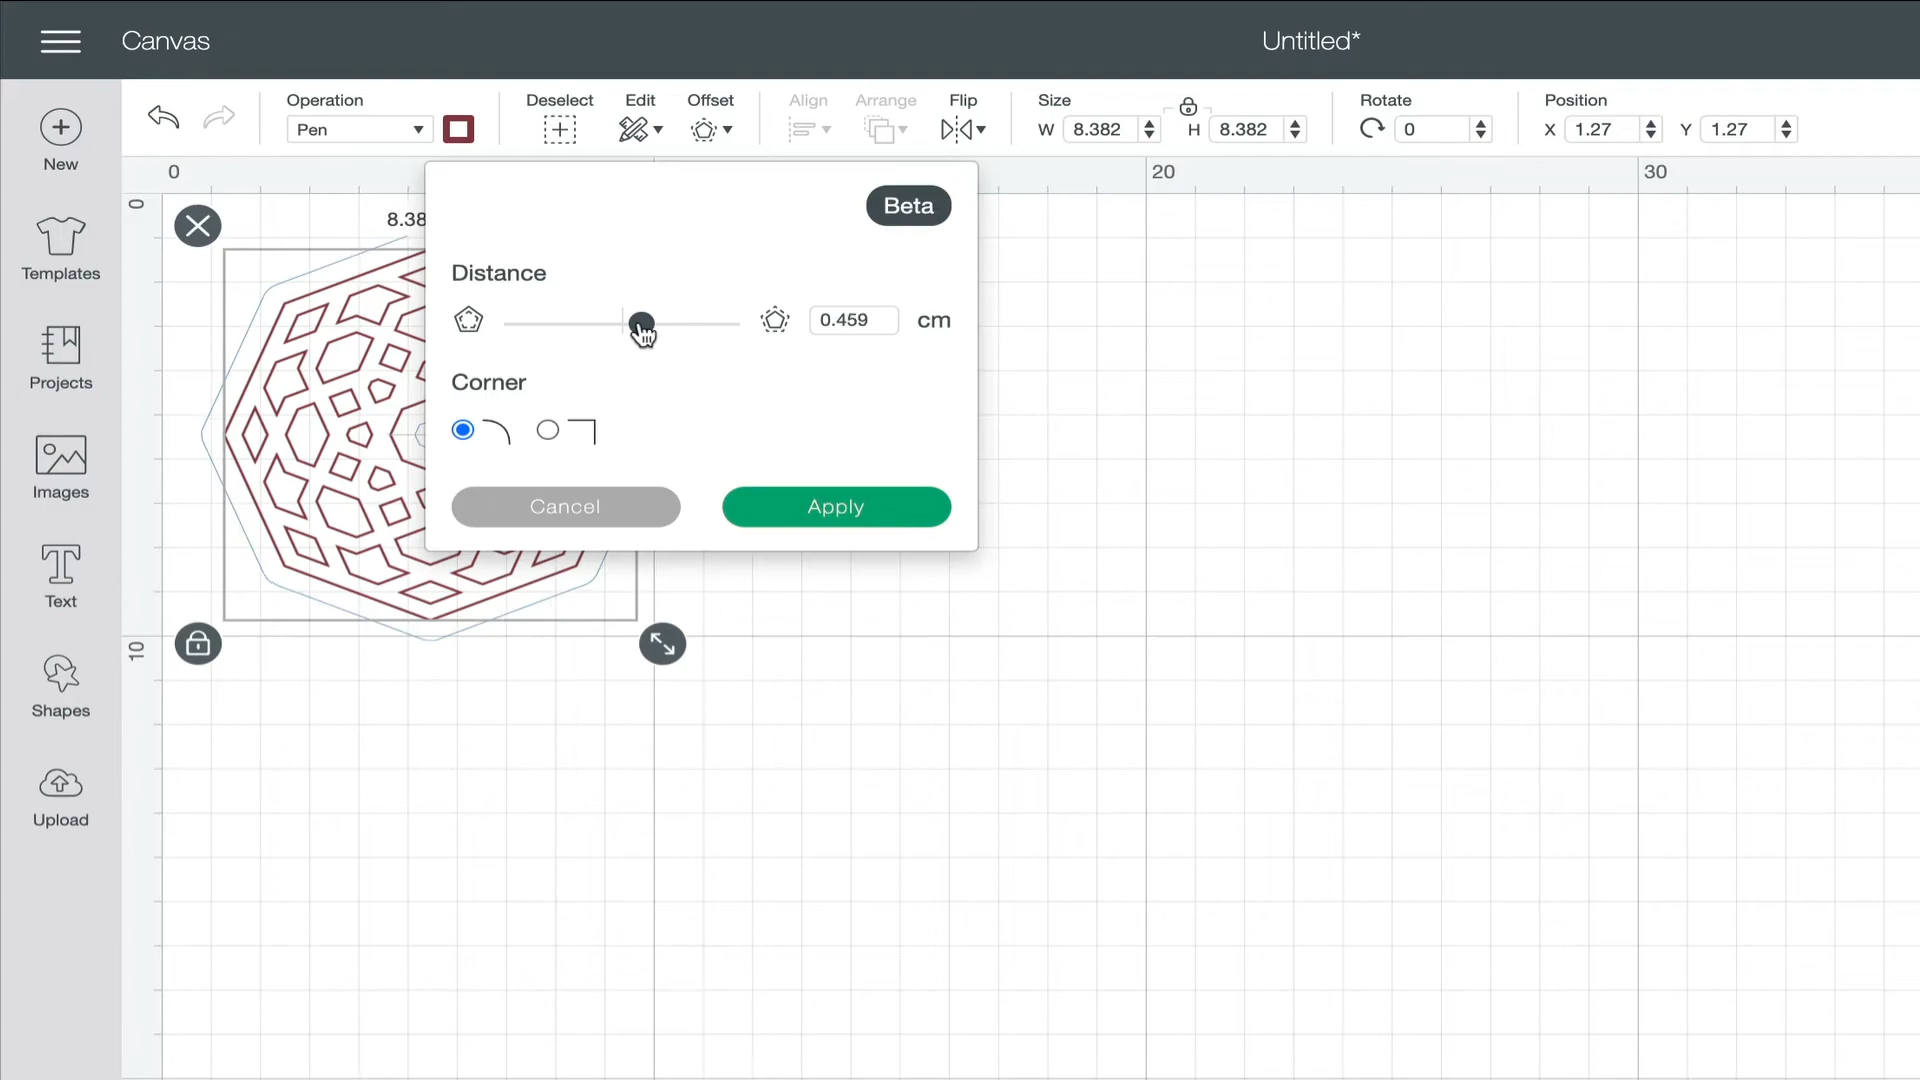 Canvas
Untitled*
Operation
Pen
Deselect
Edit
Offset
Align
Arrange
Flip
Size
W 8.382
H 8.382
Rotate
0
Position
X 1.27
Y 1.27
New
Templates
Projects
Images
Text
Shapes
Upload
0
20
30
0
10
8.38
Beta
Distance
0.459 cm
Corner
Cancel
Apply